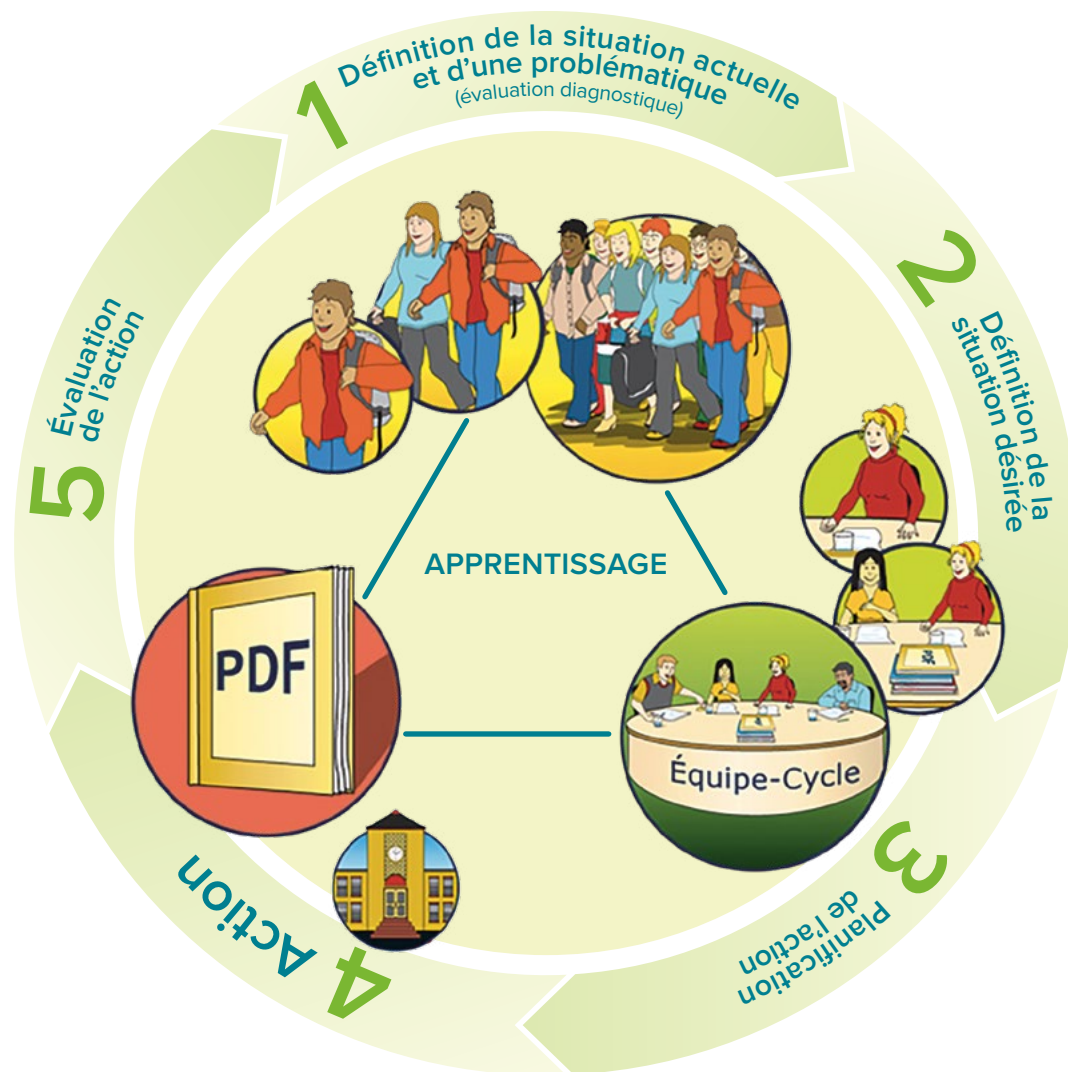 1
Définition de la situation actuelle
et d’une problématique
(évaluation diagnostique)
2
Définition de la
situation désirée
3
Planification
de l’action
4
Action
5
Évaluation
de l’action
APPRENTISSAGE
PDF
Équipe-Cycle